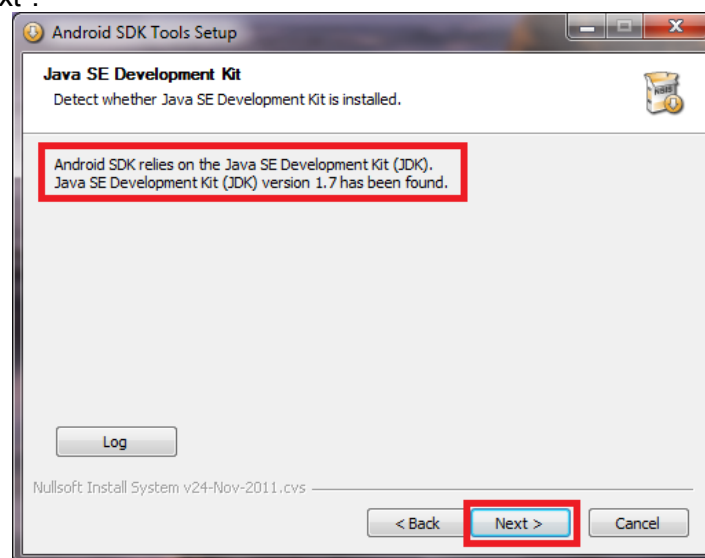 xt".
Android SDK Tools Setup
Java SE Development Kit
Detect whether Java SE Development Kit is installed.
NSIS
Android SDK relies on the Java SE Development Kit (JDK).
Java SE Development Kit (JDK) version 1.7 has been found.
Log
Nullsoft Install System v24-Nov-2011.cvs
< Back Next > Cancel